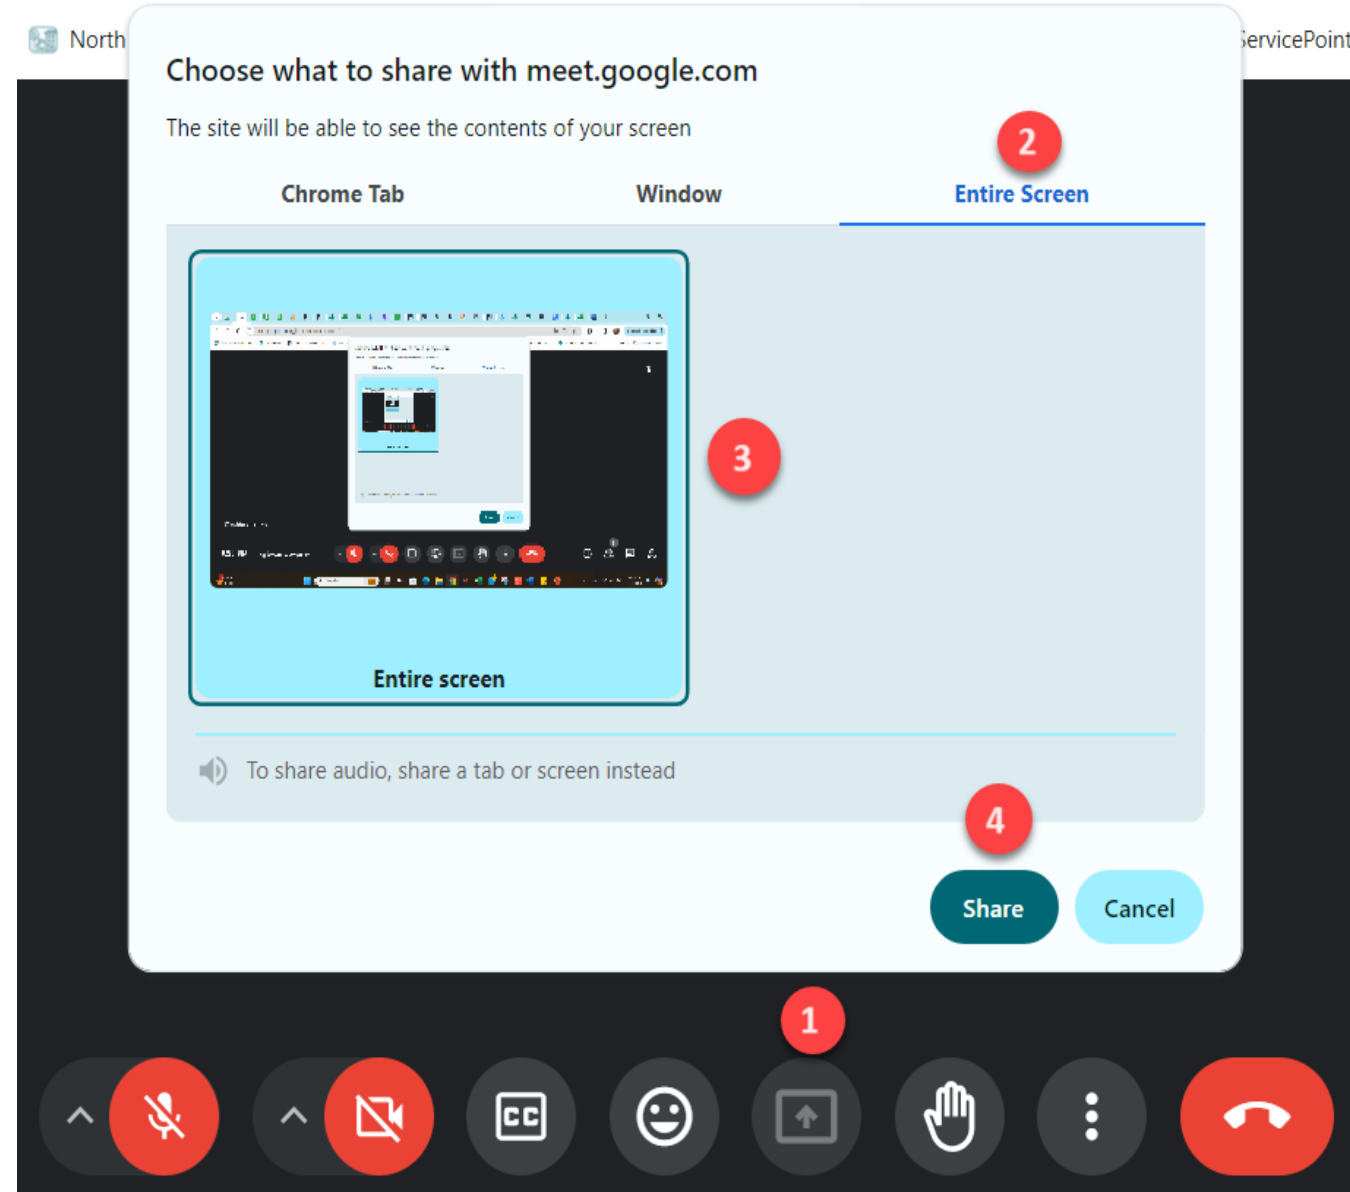 North
ervicePoint
Choose what to share with meet.google.com
The site will be able to see the contents of your screen
2
Chrome Tab
Window
Entire Screen
3
Entire screen
To share audio, share a tab or screen instead
4
Share
Cancel
1
CC